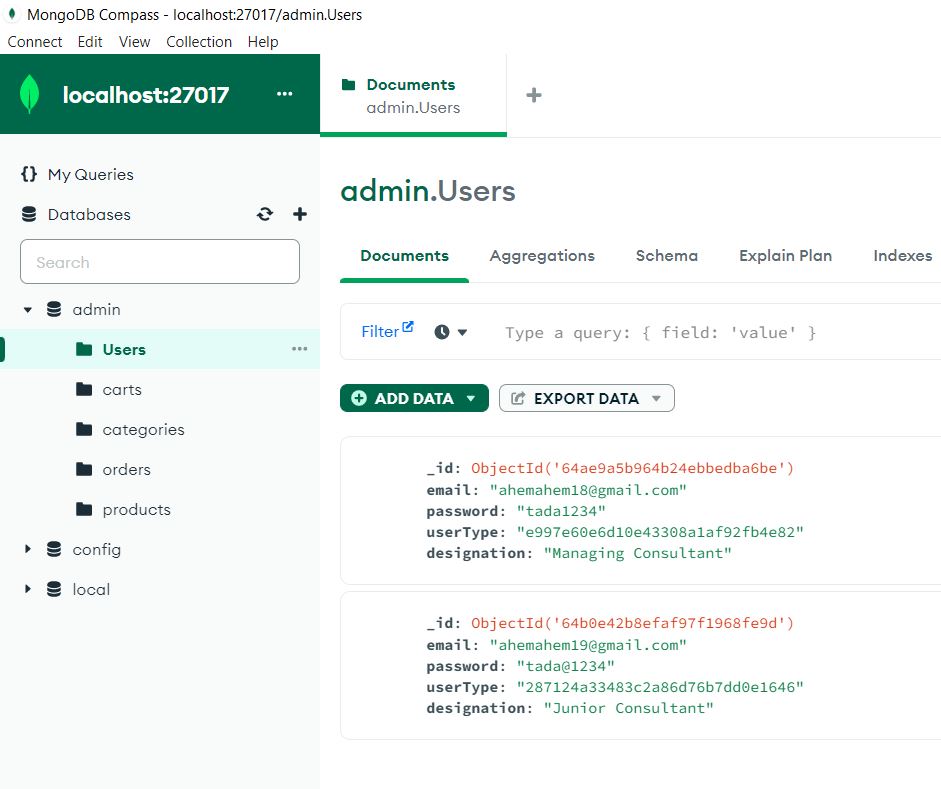 MongoDB Compass - localhost:27017/admin.Users
Connect Edit View Collection Help
localhost:27017 ...
Documents
admin.Users
My Queries
Databases
Search
admin
Users
carts
categories
orders
products
config
local
admin.Users
Documents Aggregations Schema Explain Plan Indexes
Filter Type a query: { field: 'value' }
ADD DATA EXPORT DATA
_id: ObjectId('64ae9a5b964b24ebbedba6be')
email: "ahemahem18@gmail.com"
password: "tada1234"
userType: "e997e60e6d10e43308a1af92fb4e82"
designation: "Managing Consultant"
_id: ObjectId('64b0e42b8efaf97f1968fe9d')
email: "ahemahem19@gmail.com"
password: "tada@1234"
userType: "287124a33483c2a86d76b7dd0e1646"
designation: "Junior Consultant"